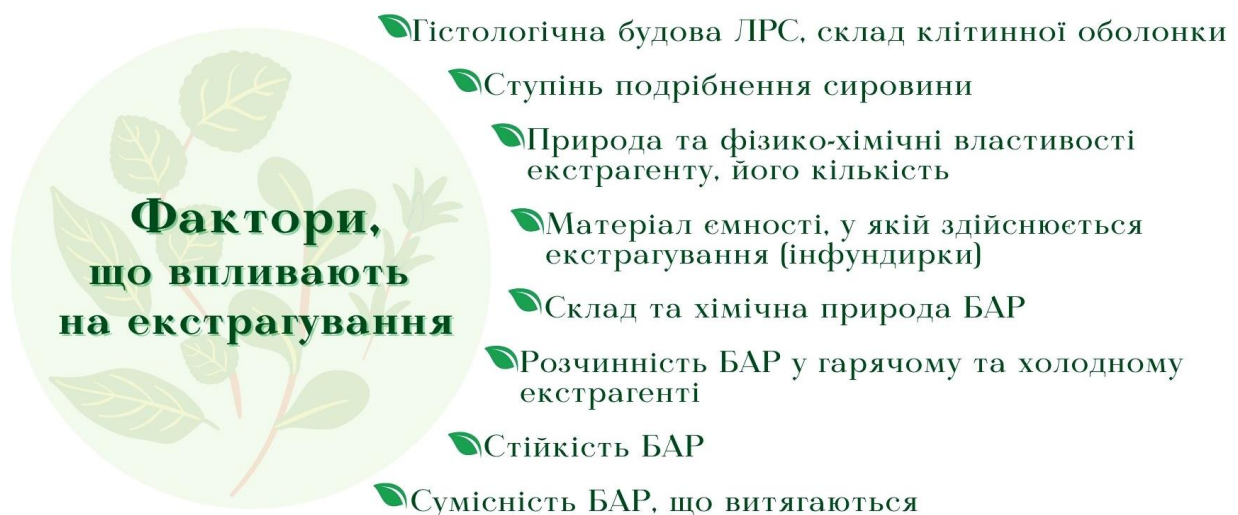 Фактори,
що впливають
на екстрагування
Гістологічна будова ЛРС, склад клітинної оболонки
Ступінь подрібнення сировини
Природа та фізико-хімічні властивості
екстрагенту, його кількість
Матеріал ємності, у якій здійснюється
екстрагування (інфундирки)
Склад та хімічна природа БАР
Розчинність БАР у гарячому та холодному
екстрагенті
Стійкість БАР
Сумісність БАР, що витягаються